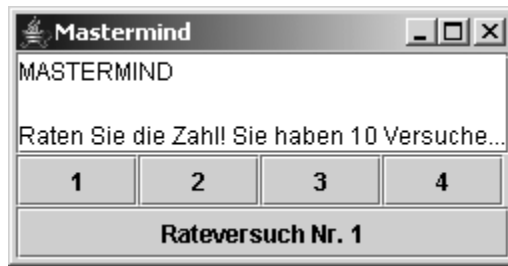 Mastermind
MASTERMIND
Raten Sie die Zahl! Sie haben 10 Versuche...
1 2 3 4
Rateversuch Nr. 1